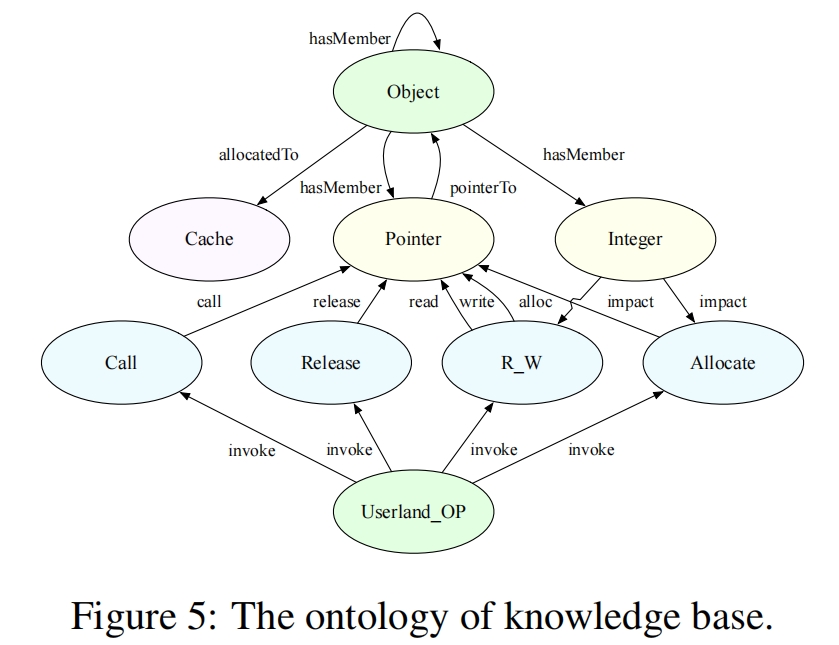 hasMember
Object
allocatedTo
hasMember
hasMember
pointerTo
Cache
Pointer
Integer
call
release
read
write
alloc
impact
impact
Call
Release
R_W
Allocate
invoke
invoke
invoke
invoke
Userland_OP
Figure 5: The ontology of knowledge base.